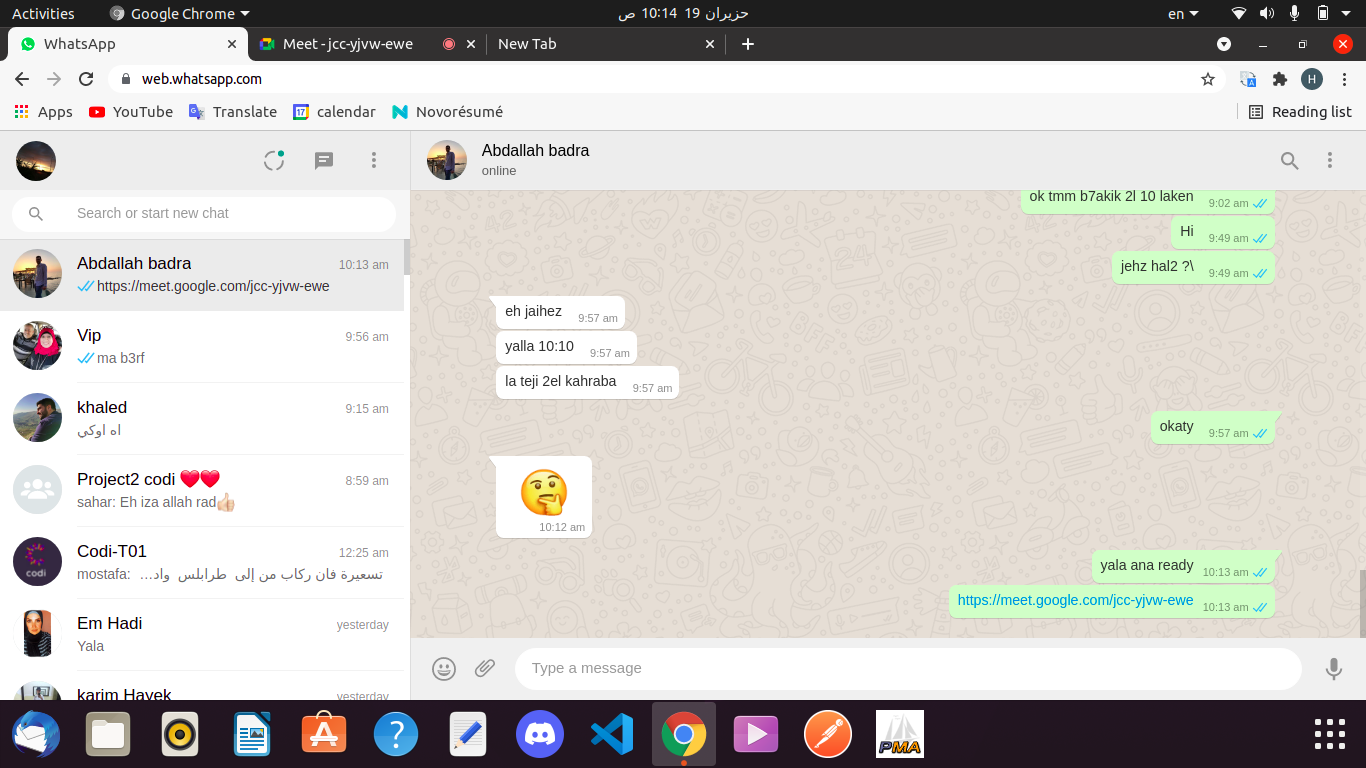 Activities
Google Chrome
حزيران 19 10:14 ص
en
WhatsApp
Meet - jcc-yjvw-ewe
New Tab
web.whatsapp.com
H
Apps
YouTube
Translate
17
calendar
Novorésumé
Reading list
Abdallah badra
online
Search or start new chat
Abdallah badra
10:13 am
https://meet.google.com/jcc-yjvw-ewe
Vip
9:56 am
ma b3rf
khaled
9:15 am
اه اوكي
Project2 codi ❤️❤️
8:59 am
sahar: Eh iza allah rad👍🏻
codi
Codi-T01
12:25 am
mostafa: تسعيرة فان ركاب من إلى طرابلس واد...
Em Hadi
yesterday
Yala
karim Hayek
yesterday
ok tmm b7akik 2l 10 laken
9:02 am
Hi
9:49 am
jehz hal2 ?\
9:49 am
eh jaihez
9:57 am
yalla 10:10
9:57 am
la teji 2el kahraba
9:57 am
okaty
9:57 am
🤔
10:12 am
yala ana ready
10:13 am
https://meet.google.com/jcc-yjvw-ewe
10:13 am
Type a message
PMA